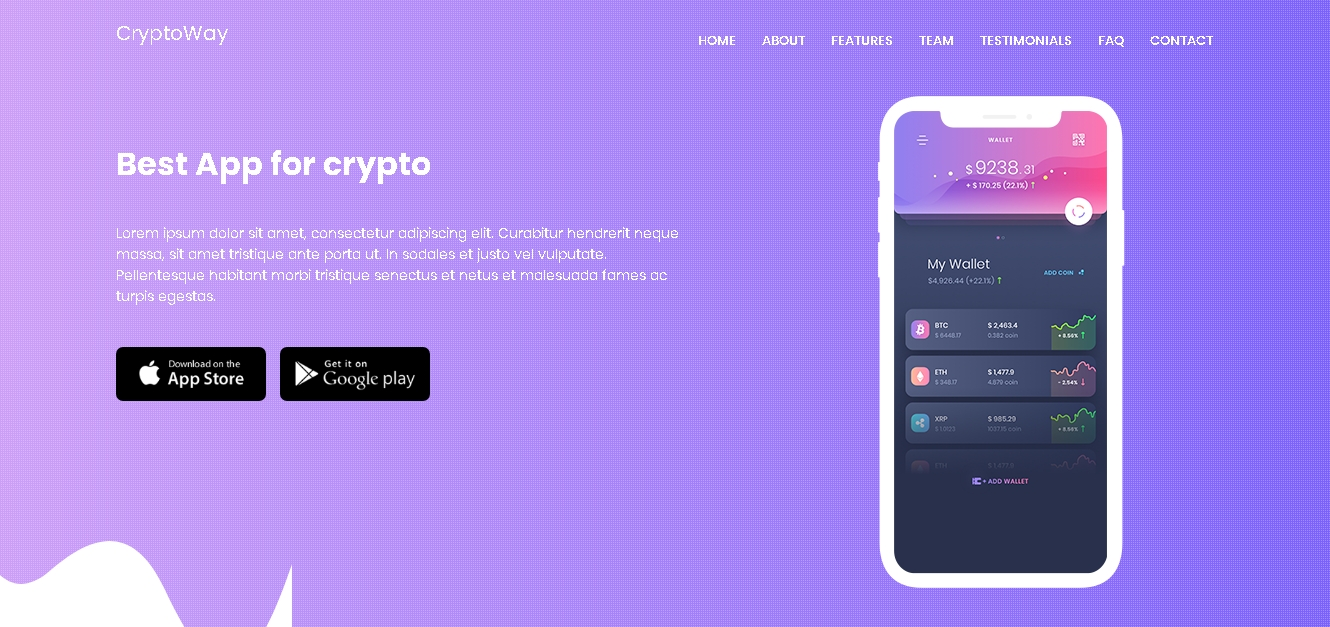 CryptoWay
HOME ABOUT FEATURES TEAM TESTIMONIALS FAQ CONTACT
Best App for crypto
Lorem ipsum dolor sit amet, consectetur adipiscing elit. Curabitur hendrerit neque
massa, sit amet tristique ante porta ut. In sodales et justo vel vulputate.
Pellentesque habitant morbi tristique senectus et netus et malesuada fames ac
turpis egestas.
Download on the
App Store
Get it on
Google play
WALLET
$ 9238.31
+ $ 170.25 (22.1%) ↑
My Wallet
$4,926.44 (+22.1%) ↑
ADD COIN
BTC $ 2,463.4
$ 6448.17 0.382 coin + 8.56% ↑
ETH $ 1,477.9
$ 348.17 4.879 coin - 2.54% ↓
XRP $ 985.29
$ 1.0123 1037.15 coin + 8.56% ↑
ETH $ 1,477.9
+ ADD WALLET